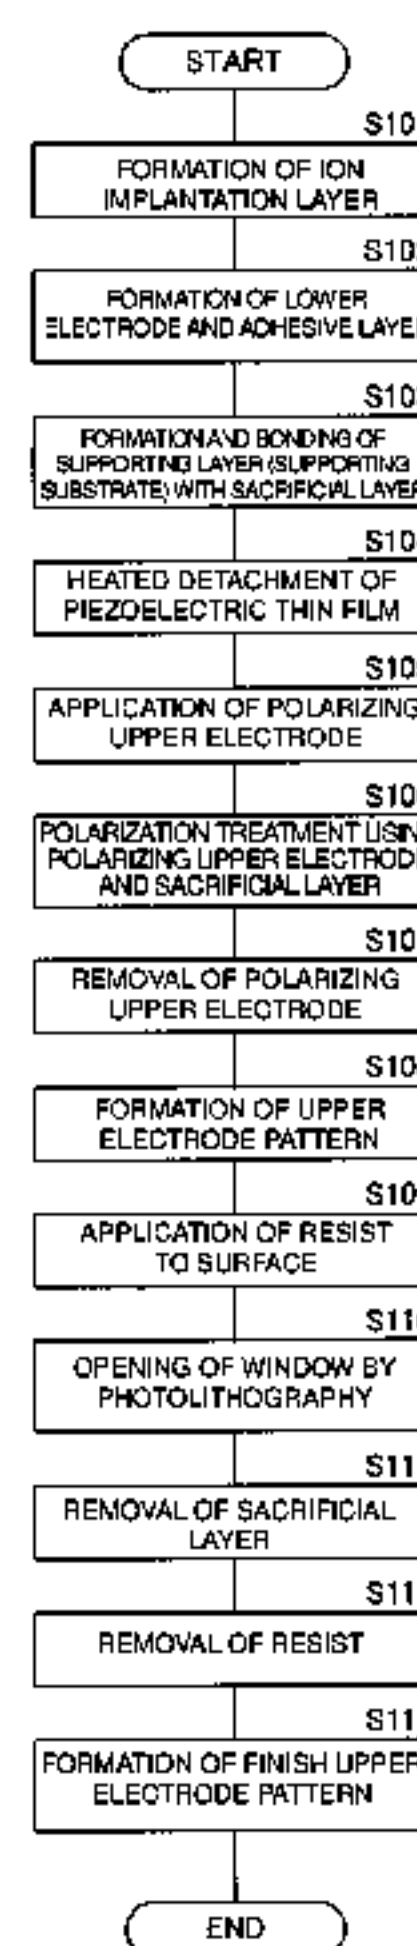 START
S10
FORMATION OF ION
IMPLANTATION LAYER
S10
FORMATION OF LOWER
ELECTRODE AND ADHESIVE LAYE
S10
FORMATION AND BONDING OF
SUPPORTING LAYER (SUPPORTING
SUBSTRATE) WITH SACRIFICIAL LAYER
S10
HEATED DETACHMENT OF
PIEZOELECTRIC THIN FILM
S10
APPLICATION OF POLARIZING
UPPER ELECTRODE
S10
POLARIZATION TREATMENT USIN
POLARIZING UPPER ELECTROD
AND SACRIFICIAL LAYER
S10
REMOVAL OF POLARIZING
UPPER ELECTRODE
S10
FORMATION OF UPPER
ELECTRODE PATTERN
S10
APPLICATION OF RESIST
TO SURFACE
S11
OPENING OF WINDOW BY
PHOTOLITHOGRAPHY
S11
REMOVAL OF SACRIFICIAL
LAYER
S11
REMOVAL OF RESIST
S11
FORMATION OF FINISH UPPER
ELECTRODE PATTERN
END